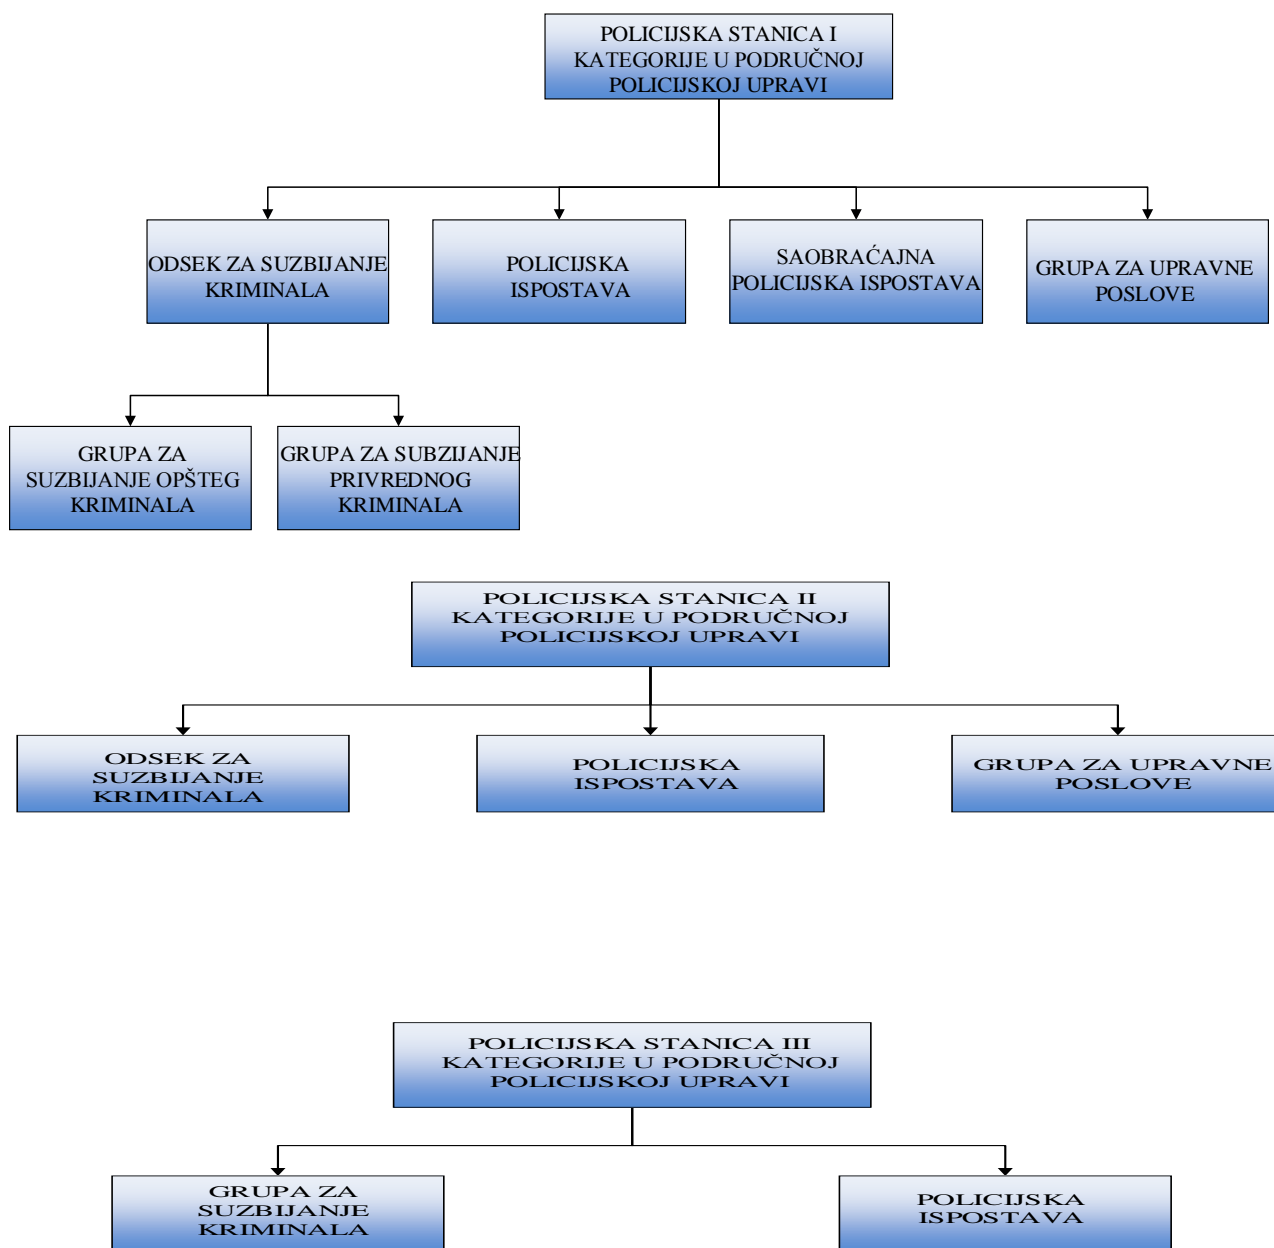 POLICIJSKA STANICA I
KATEGORIJE U PODRUČNOJ
POLICIJSKOJ UPRAVI
ODSEK ZA SUZBIJANJE
KRIMINALA
POLICIJSKA
ISPOSTAVA
SAOBRAĆAJNA
POLICIJSKA ISPOSTAVA
GRUPA ZA UPRAVNE
POSLOVE
GRUPA ZA
SUZBIJANJE OPŠTEG
KRIMINALA
GRUPA ZA SUBZIJANJE
PRIVREDNOG
KRIMINALA
POLICIJSKA STANICA II
KATEGORIJE U PODRUČNOJ
POLICIJSKOJ UPRAVI
ODSEK ZA
SUZBIJANJE
KRIMINALA
POLICIJSKA
ISPOSTAVA
GRUPA ZA UPRAVNE
POSLOVE
POLICIJSKA STANICA III
KATEGORIJE U PODRUČNOJ
POLICIJSKOJ UPRAVI
GRUPA ZA
SUZBIJANJE
KRIMINALA
POLICIJSKA
ISPOSTAVA